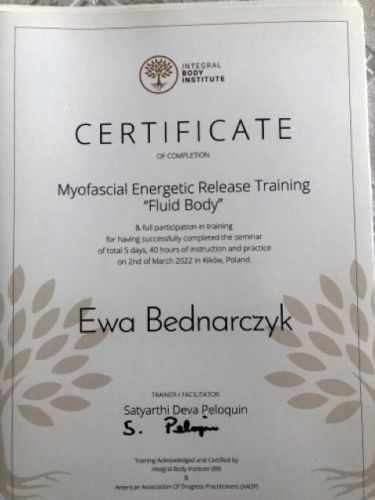 INTEGRAL
BODY
INSTITUTE
CERTIFICATE
OF COMPLETION
Myofascial Energetic Release Training
"Fluid Body"
& full participation in training
for having successfully completed the seminar
of total 5 days, 40 hours of instruction and practice
on 2nd of March 2022 in Kików, Poland.
Ewa Bednarczyk
TRAINER / FACILITATOR
Satyarthi Deva Peloquin
S. Peloquin
Training Acknowledged and Certified by
Integral Body Institute (IBI)
&
American Association Of Drugless Practitioners (AADP)